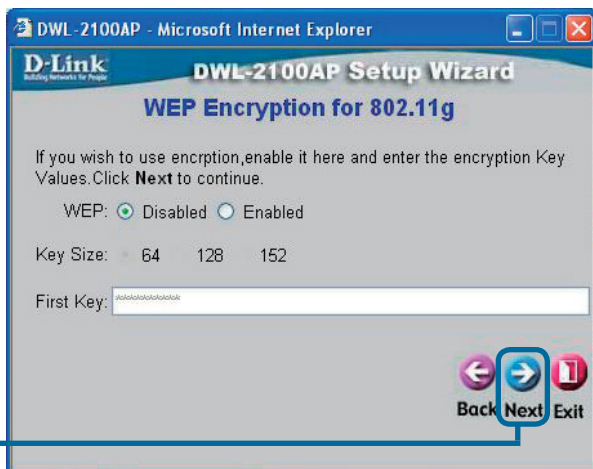 DWL-2100AP - Microsoft Internet Explorer
D-Link
Building Networks for People
DWL-2100AP Setup Wizard
WEP Encryption for 802.11g
If you wish to use encrption,enable it here and enter the encryption Key
Values.Click Next to continue.
WEP: Disabled Enabled
Key Size: 64 128 152
First Key: *************
Back Next Exit